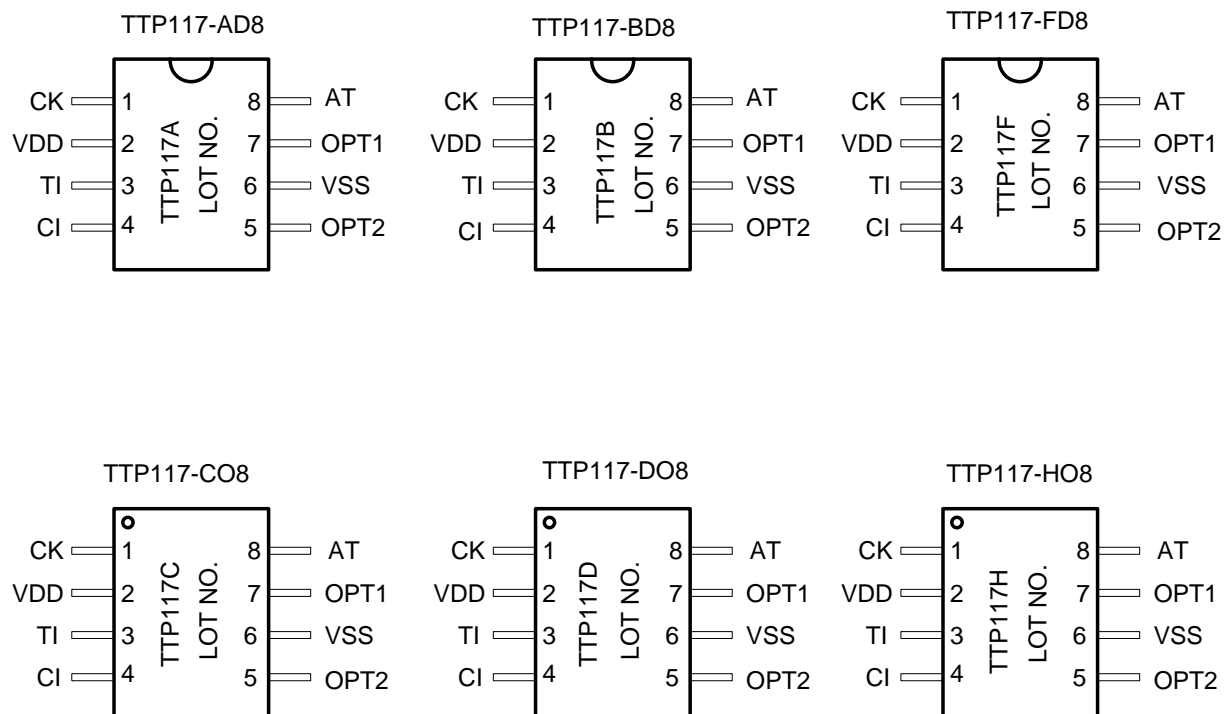 TTP117-AD8
CK 1 8 AT
VDD 2 7 OPT1
TI 3 6 VSS
CI 4 5 OPT2
TTP117A
LOT NO.
TTP117-BD8
CK 1 8 AT
VDD 2 7 OPT1
TI 3 6 VSS
CI 4 5 OPT2
TTP117B
LOT NO.
TTP117-FD8
CK 1 8 AT
VDD 2 7 OPT1
TI 3 6 VSS
CI 4 5 OPT2
TTP117F
LOT NO.
TTP117-CO8
CK 1 8 AT
VDD 2 7 OPT1
TI 3 6 VSS
CI 4 5 OPT2
TTP117C
LOT NO.
TTP117-DO8
CK 1 8 AT
VDD 2 7 OPT1
TI 3 6 VSS
CI 4 5 OPT2
TTP117D
LOT NO.
TTP117-HO8
CK 1 8 AT
VDD 2 7 OPT1
TI 3 6 VSS
CI 4 5 OPT2
TTP117H
LOT NO.